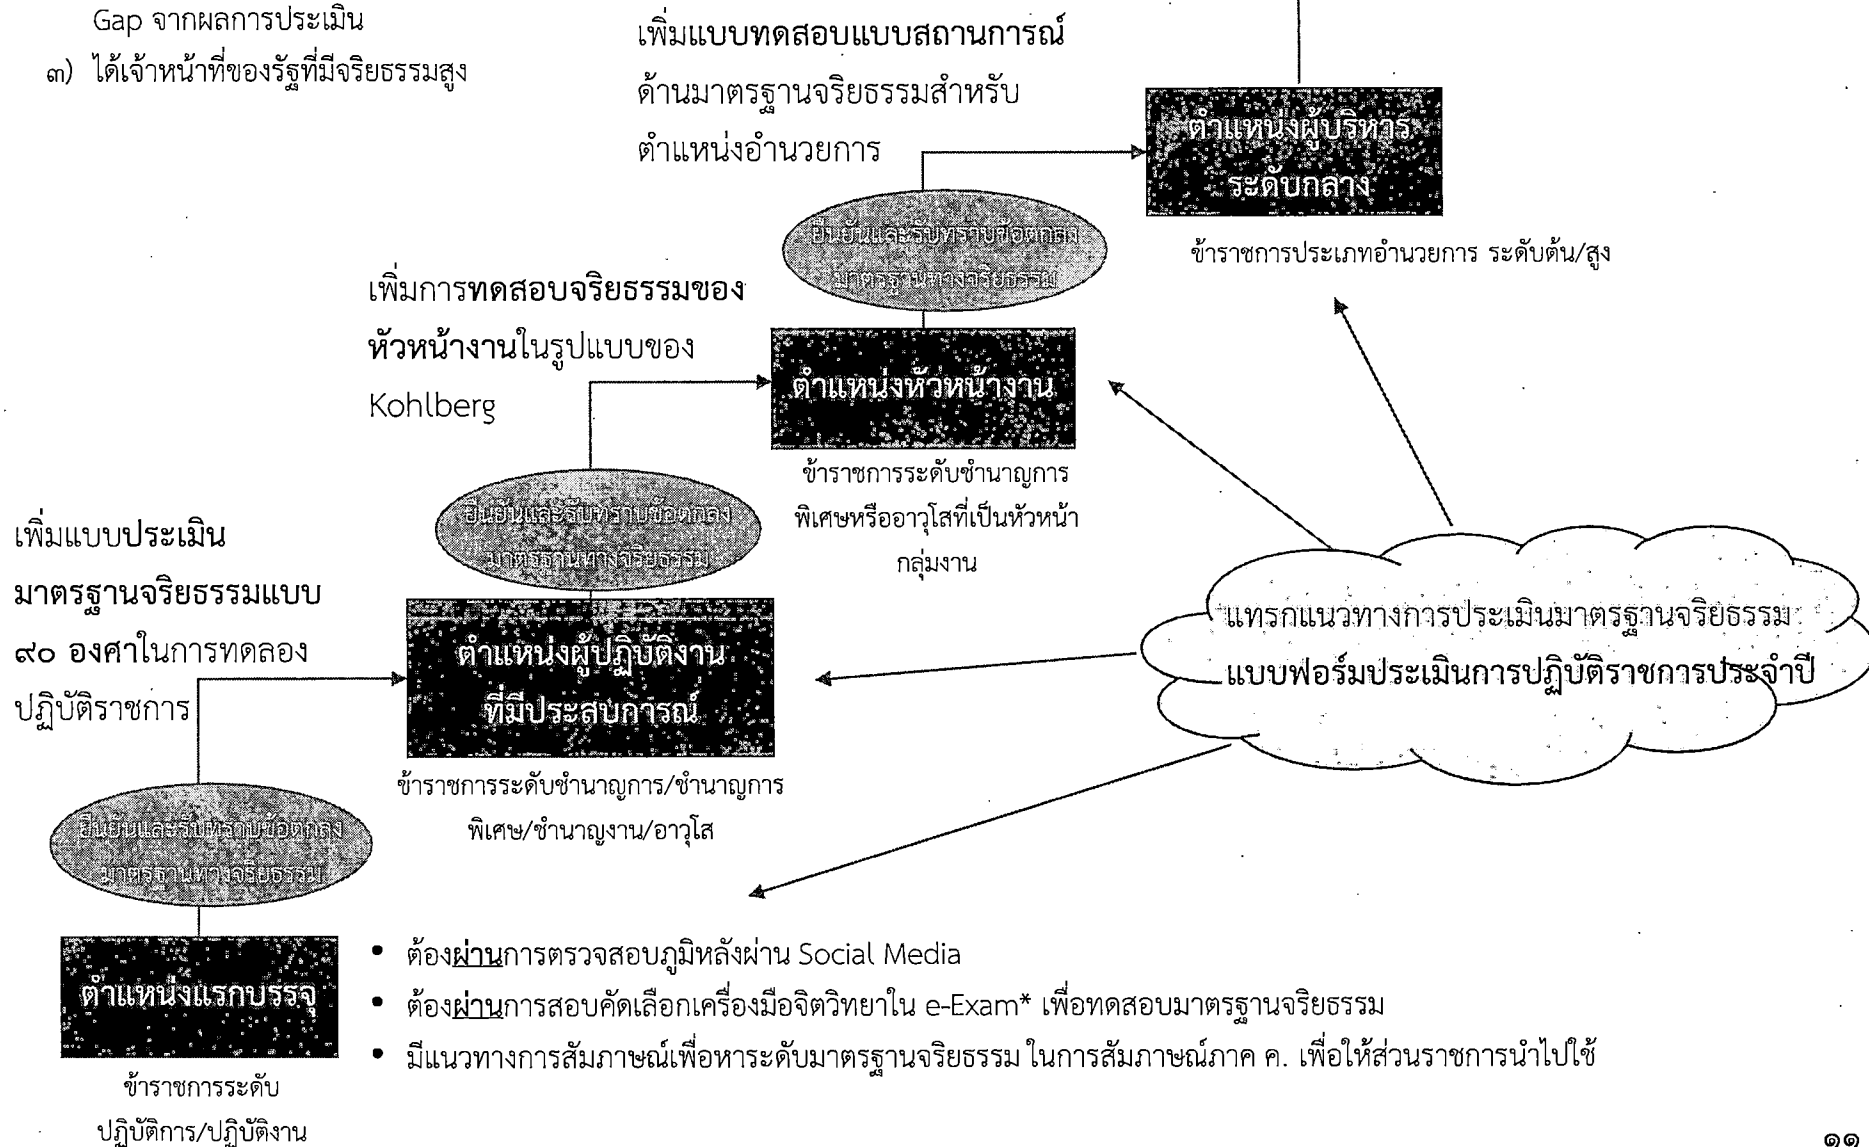 Gap จากผลการประเมิน
๓) ได้เจ้าหน้าที่ของรัฐที่มีจริยธรรมสูง
เพิ่มแบบทดสอบแบบสถานการณ์
ด้านมาตรฐานจริยธรรมสำหรับ
ตำแหน่งอำนวยการ
ตำแหน่งผู้บริหาร
ระดับกลาง
ข้าราชการประเภทอำนวยการ ระดับต้น/สูง
ยืนยันและรับทราบข้อตกลง
มาตรฐานทางจริยธรรม
เพิ่มการทดสอบจริยธรรมของ
หัวหน้างานในรูปแบบของ
Kohlberg
ตำแหน่งหัวหน้างาน
ข้าราชการระดับชำนาญการ
พิเศษหรืออาวุโสที่เป็นหัวหน้า
กลุ่มงาน
ยืนยันและรับทราบข้อตกลง
มาตรฐานทางจริยธรรม
เพิ่มแบบประเมิน
มาตรฐานจริยธรรมแบบ
๙๐ องศาในการทดลอง
ปฏิบัติราชการ
ตำแหน่งผู้ปฏิบัติงาน
ที่มีประสบการณ์
ข้าราชการระดับชำนาญการ/ชำนาญการ
พิเศษ/ชำนาญงาน/อาวุโส
แทรกแนวทางการประเมินมาตรฐานจริยธรรม
แบบฟอร์มประเมินการปฏิบัติราชการประจำปี
ยืนยันและรับทราบข้อตกลง
มาตรฐานทางจริยธรรม
ตำแหน่งแรกบรรจุ
ข้าราชการระดับ
ปฏิบัติการ/ปฏิบัติงาน
• ต้องผ่านการตรวจสอบภูมิหลังผ่าน Social Media
• ต้องผ่านการสอบคัดเลือกเครื่องมือจิตวิทยาใน e-Exam* เพื่อทดสอบมาตรฐานจริยธรรม
• มีแนวทางการสัมภาษณ์เพื่อหาระดับมาตรฐานจริยธรรม ในการสัมภาษณ์ภาค ค. เพื่อให้ส่วนราชการนำไปใช้
๑๑